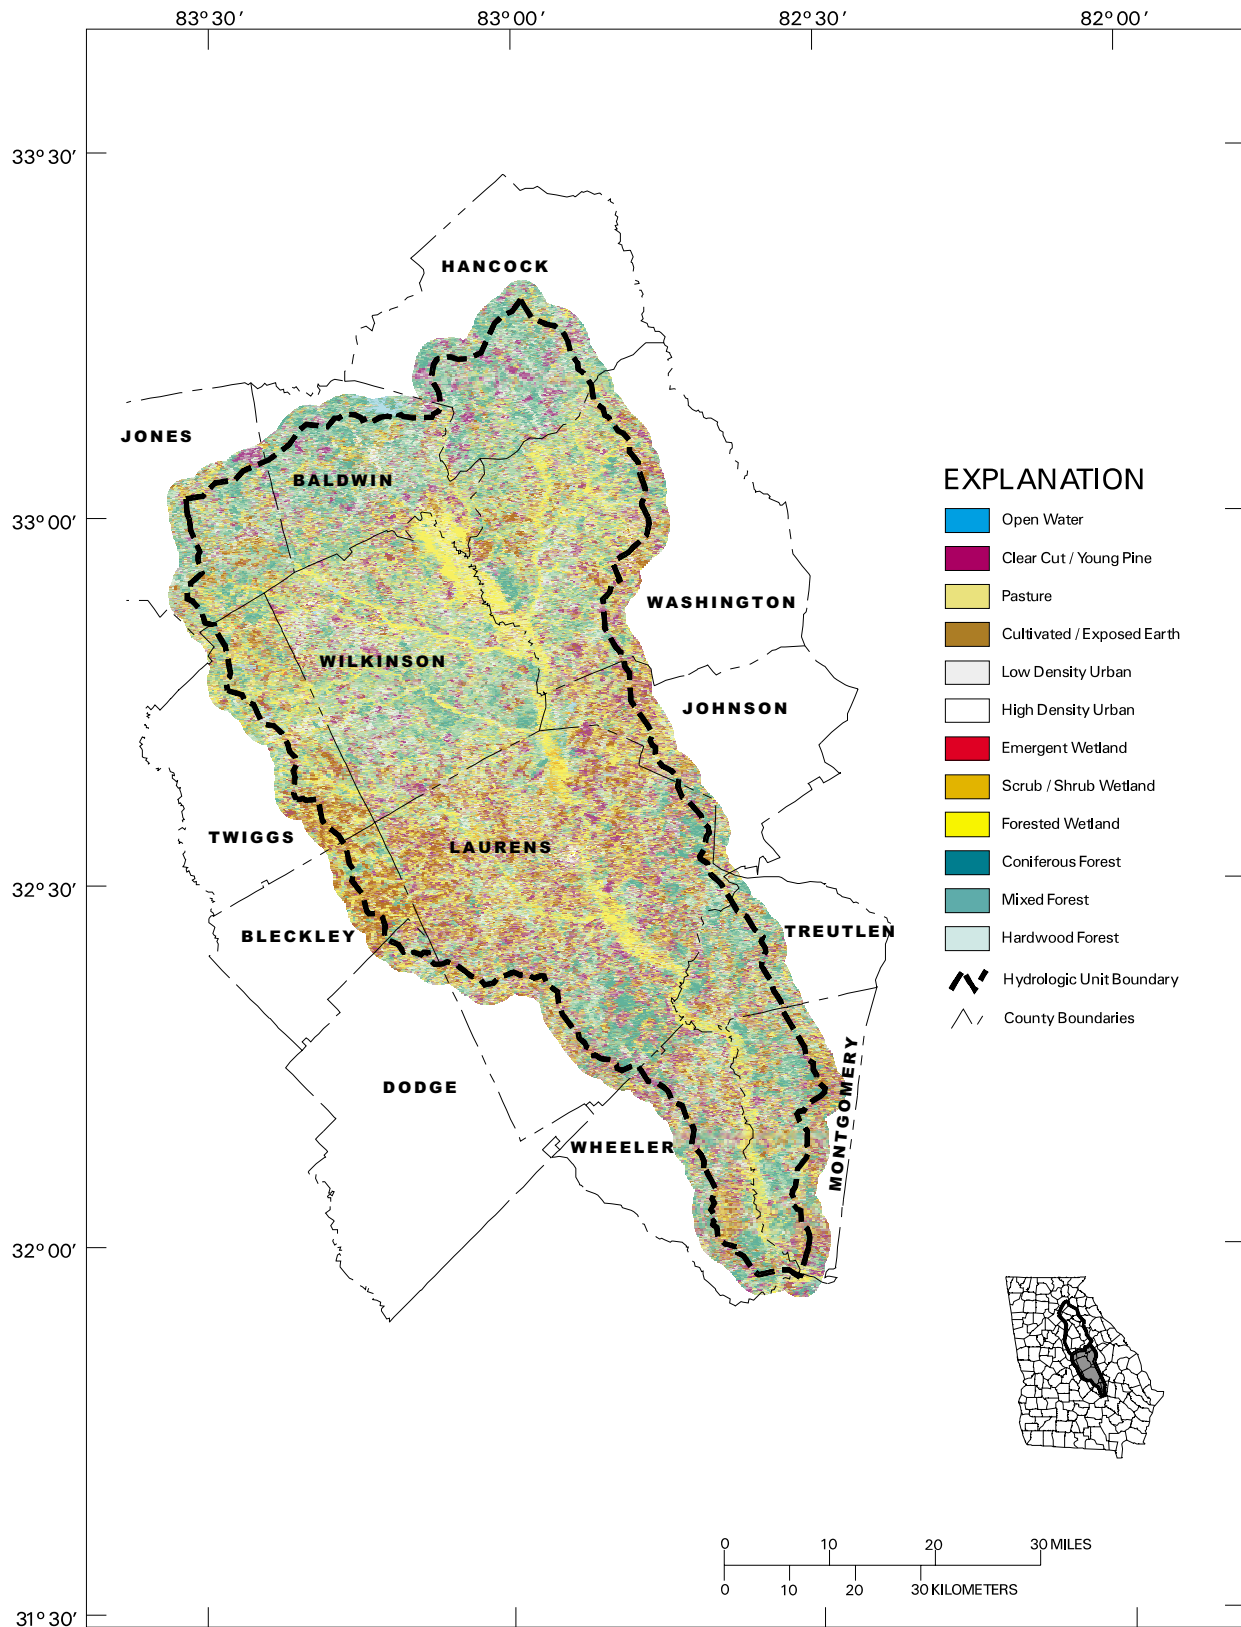 83° 30′
83° 00′
82° 30′
82° 00′
33° 30′
HANCOCK
JONES
BALDWIN
EXPLANATION
Open Water
33° 00′
Clear Cut / Young Pine
Pasture
WASHINGTON
Cultivated / Exposed Earth
WILKINSON
Low Density Urban
JOHNSON
High Density Urban
Emergent Wetland
Scrub / Shrub Wetland
TWIGGS
Forested Wetland
LAURENS
Coniferous Forest
32° 30′
Mixed Forest
BLECKLEY
TREUTLEN
Hardwood Forest
Hydrologic Unit Boundary
County Boundaries
DODGE
MONTGOMERY
WHEELER
32° 00′
0 10 20 30 MILES
0 10 20 30 KILOMETERS
31° 30′